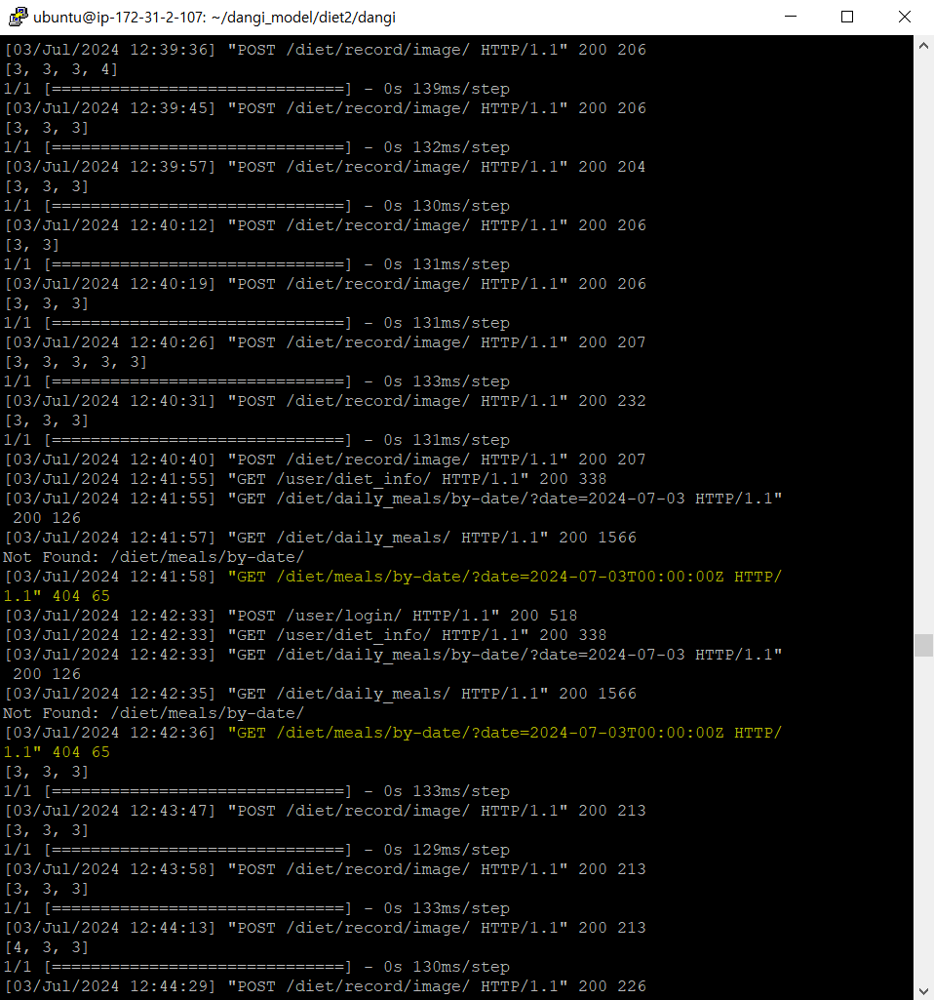 ubuntu@ip-172-31-2-107: ~/dangi_model/diet2/dangi
[03/Jul/2024 12:39:36] "POST /diet/record/image/ HTTP/1.1" 200 206
[3, 3, 3, 4]
1/1 [==============================] - 0s 139ms/step
[03/Jul/2024 12:39:45] "POST /diet/record/image/ HTTP/1.1" 200 206
[3, 3, 3]
1/1 [==============================] - 0s 132ms/step
[03/Jul/2024 12:39:57] "POST /diet/record/image/ HTTP/1.1" 200 204
[3, 3, 3]
1/1 [==============================] - 0s 130ms/step
[03/Jul/2024 12:40:12] "POST /diet/record/image/ HTTP/1.1" 200 206
[3, 3]
1/1 [==============================] - 0s 131ms/step
[03/Jul/2024 12:40:19] "POST /diet/record/image/ HTTP/1.1" 200 206
[3, 3, 3]
1/1 [==============================] - 0s 131ms/step
[03/Jul/2024 12:40:26] "POST /diet/record/image/ HTTP/1.1" 200 207
[3, 3, 3, 3, 3]
1/1 [==============================] - 0s 133ms/step
[03/Jul/2024 12:40:31] "POST /diet/record/image/ HTTP/1.1" 200 232
[3, 3, 3]
1/1 [==============================] - 0s 131ms/step
[03/Jul/2024 12:40:40] "POST /diet/record/image/ HTTP/1.1" 200 207
[03/Jul/2024 12:41:55] "GET /user/diet_info/ HTTP/1.1" 200 338
[03/Jul/2024 12:41:55] "GET /diet/daily_meals/by-date/?date=2024-07-03 HTTP/1.1"
 200 126
[03/Jul/2024 12:41:57] "GET /diet/daily_meals/ HTTP/1.1" 200 1566
Not Found: /diet/meals/by-date/
[03/Jul/2024 12:41:58] "GET /diet/meals/by-date/?date=2024-07-03T00:00:00Z HTTP/
1.1" 404 65
[03/Jul/2024 12:42:33] "POST /user/login/ HTTP/1.1" 200 518
[03/Jul/2024 12:42:33] "GET /user/diet_info/ HTTP/1.1" 200 338
[03/Jul/2024 12:42:33] "GET /diet/daily_meals/by-date/?date=2024-07-03 HTTP/1.1"
 200 126
[03/Jul/2024 12:42:35] "GET /diet/daily_meals/ HTTP/1.1" 200 1566
Not Found: /diet/meals/by-date/
[03/Jul/2024 12:42:36] "GET /diet/meals/by-date/?date=2024-07-03T00:00:00Z HTTP/
1.1" 404 65
[3, 3, 3]
1/1 [==============================] - 0s 133ms/step
[03/Jul/2024 12:43:47] "POST /diet/record/image/ HTTP/1.1" 200 213
[3, 3, 3]
1/1 [==============================] - 0s 129ms/step
[03/Jul/2024 12:43:58] "POST /diet/record/image/ HTTP/1.1" 200 213
[3, 3, 3]
1/1 [==============================] - 0s 133ms/step
[03/Jul/2024 12:44:13] "POST /diet/record/image/ HTTP/1.1" 200 213
[4, 3, 3]
1/1 [==============================] - 0s 130ms/step
[03/Jul/2024 12:44:29] "POST /diet/record/image/ HTTP/1.1" 200 226